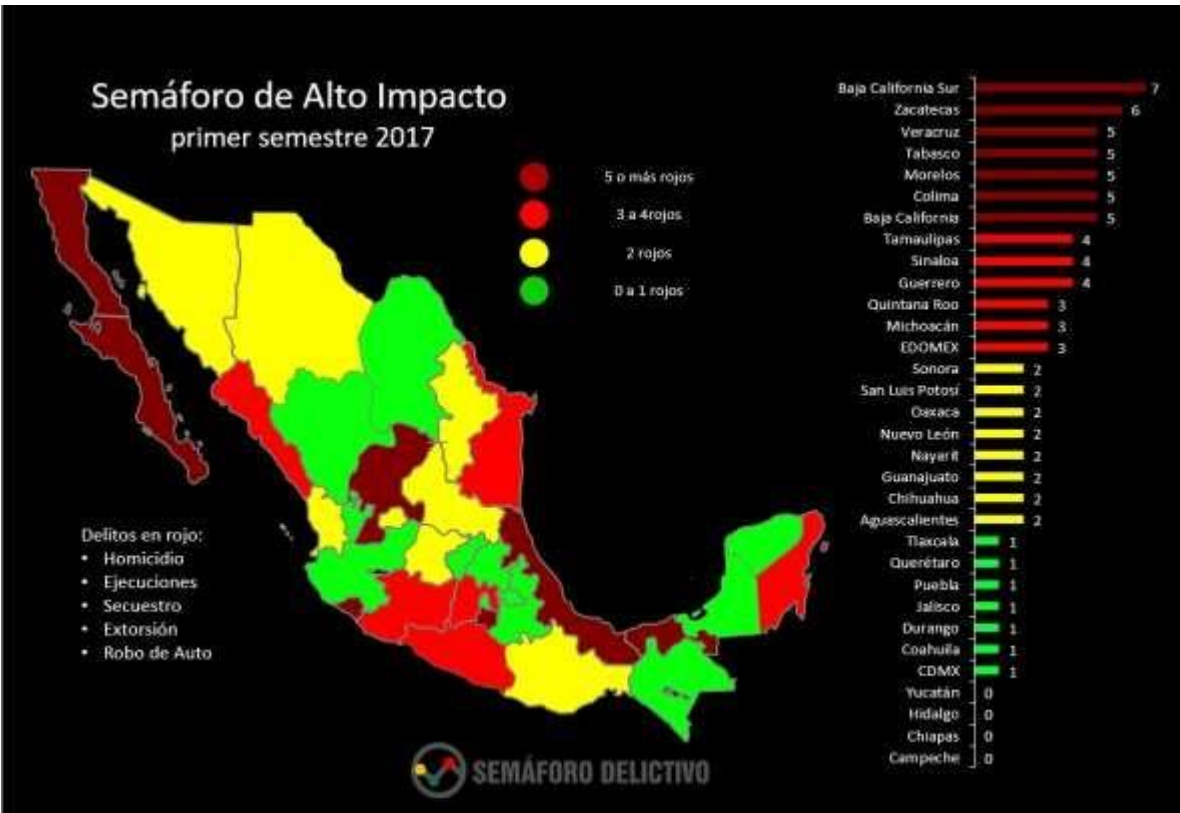 Semáforo de Alto Impacto
primer semestre 2017
5 o más rojos
3 a 4rojos
2 rojos
0 a 1 rojos
Delitos en rojo:
• Homicidio
• Ejecuciones
• Secuestro
• Extorsión
• Robo de Auto
Baja California Sur 7
Zacatecas 6
Veracruz 5
Tabasco 5
Morelos 5
Colima 5
Baja California 5
Tamaulipas 4
Sinaloa 4
Guerrero 4
Quintana Roo 3
Michoacán 3
EDOMEX 3
Sonora 2
San Luis Potosí 2
Oaxaca 2
Nuevo León 2
Nayarit 2
Guanajuato 2
Chihuahua 2
Aguascalientes 2
Tlaxcala 1
Querétaro 1
Puebla 1
Jalisco 1
Durango 1
Coahuila 1
CDMX 1
Yucatán 0
Hidalgo 0
Chiapas 0
Campeche 0
SEMÁFORO DELICTIVO